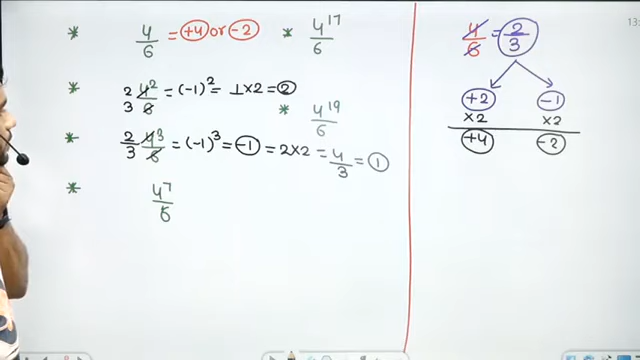 * 4/6 = +4 or -2
* 4^17/6
* 2/3 4^2/6 = (-1)^2 = 1×2 = 2
* 4^19/6
* 2/3 4^3/6 = (-1)^3 = -1 = 2×2 = 4/3 = 1
* 4^7/6
4/6 = 2/3
+2 -1
×2 ×2
+4 -2